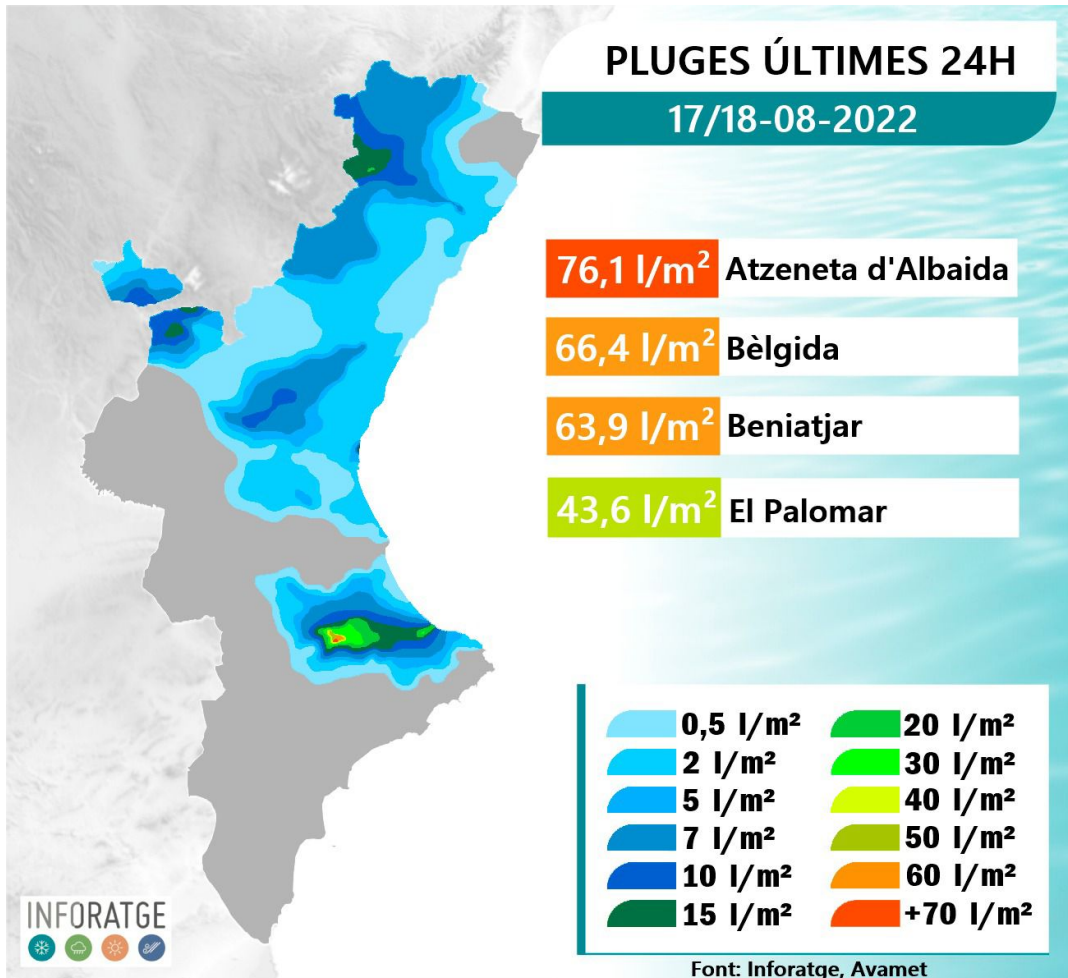 PLUGES ÚLTIMES 24H
17/18-08-2022
76,1 l/m² Atzeneta d'Albaida
66,4 l/m² Bèlgida
63,9 l/m² Beniatjar
43,6 l/m² El Palomar
0,5 l/m² 20 l/m²
2 l/m² 30 l/m²
5 l/m² 40 l/m²
7 l/m² 50 l/m²
10 l/m² 60 l/m²
15 l/m² +70 l/m²
INFORATGE
Font: Inforatge, Avamet